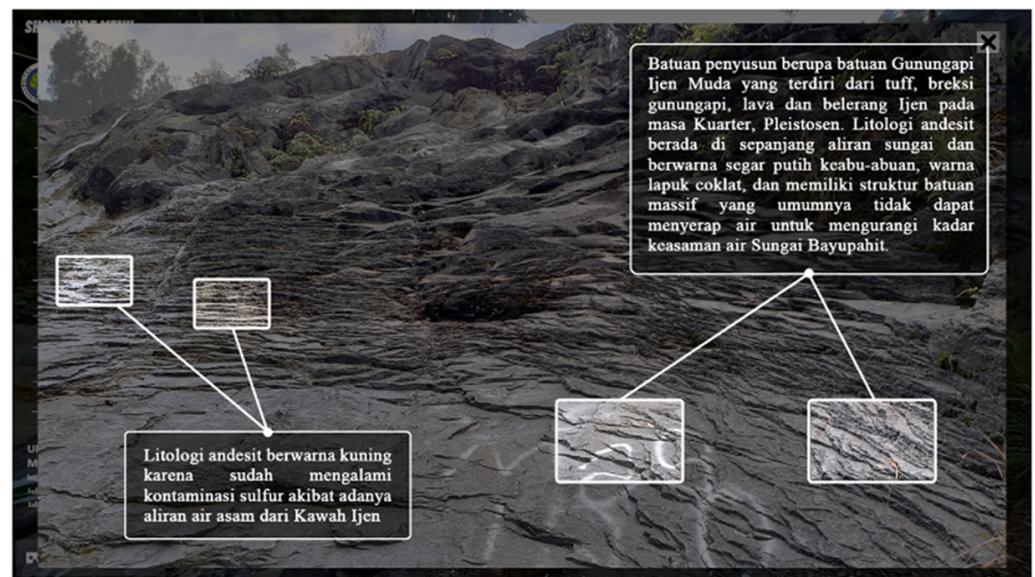 Batuan penyusun berupa batuan Gunungapi
Ijen Muda yang terdiri dari tuff, breksi
gunungapi, lava dan belerang Ijen pada
masa Kuarter, Pleistosen. Litologi andesit
berada di sepanjang aliran sungai dan
berwarna segar putih keabu-abuan, warna
lapuk coklat, dan memiliki struktur batuan
massif yang umumnya tidak dapat
menyerap air untuk mengurangi kadar
keasaman air Sungai Bayupahit.
Litologi andesit berwarna kuning
karena sudah mengalami
kontaminasi sulfur akibat adanya
aliran air asam dari Kawah Ijen